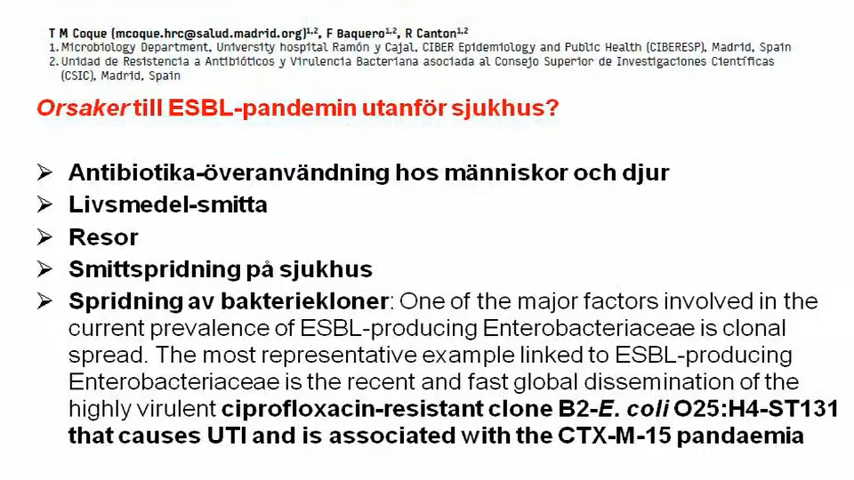 T M Coque (mcoque.hrc@salud.madrid.org)1,2, F Baquero1,2, R Canton1,2
1. Microbiology Department, University hospital Ramón y Cajal, CIBER Epidemiology and Public Health (CIBERESP), Madrid, Spain
2. Unidad de Resistencia a Antibióticos y Virulencia Bacteriana asociada al Consejo Superior de Investigaciones Científicas
(CSIC), Madrid, Spain
Orsaker till ESBL-pandemin utanför sjukhus?
➢ Antibiotika-överanvändning hos människor och djur
➢ Livsmedel-smitta
➢ Resor
➢ Smittspridning på sjukhus
➢ Spridning av bakteriekloner: One of the major factors involved in the
current prevalence of ESBL-producing Enterobacteriaceae is clonal
spread. The most representative example linked to ESBL-producing
Enterobacteriaceae is the recent and fast global dissemination of the
highly virulent ciprofloxacin-resistant clone B2-E. coli O25:H4-ST131
that causes UTI and is associated with the CTX-M-15 pandaemia